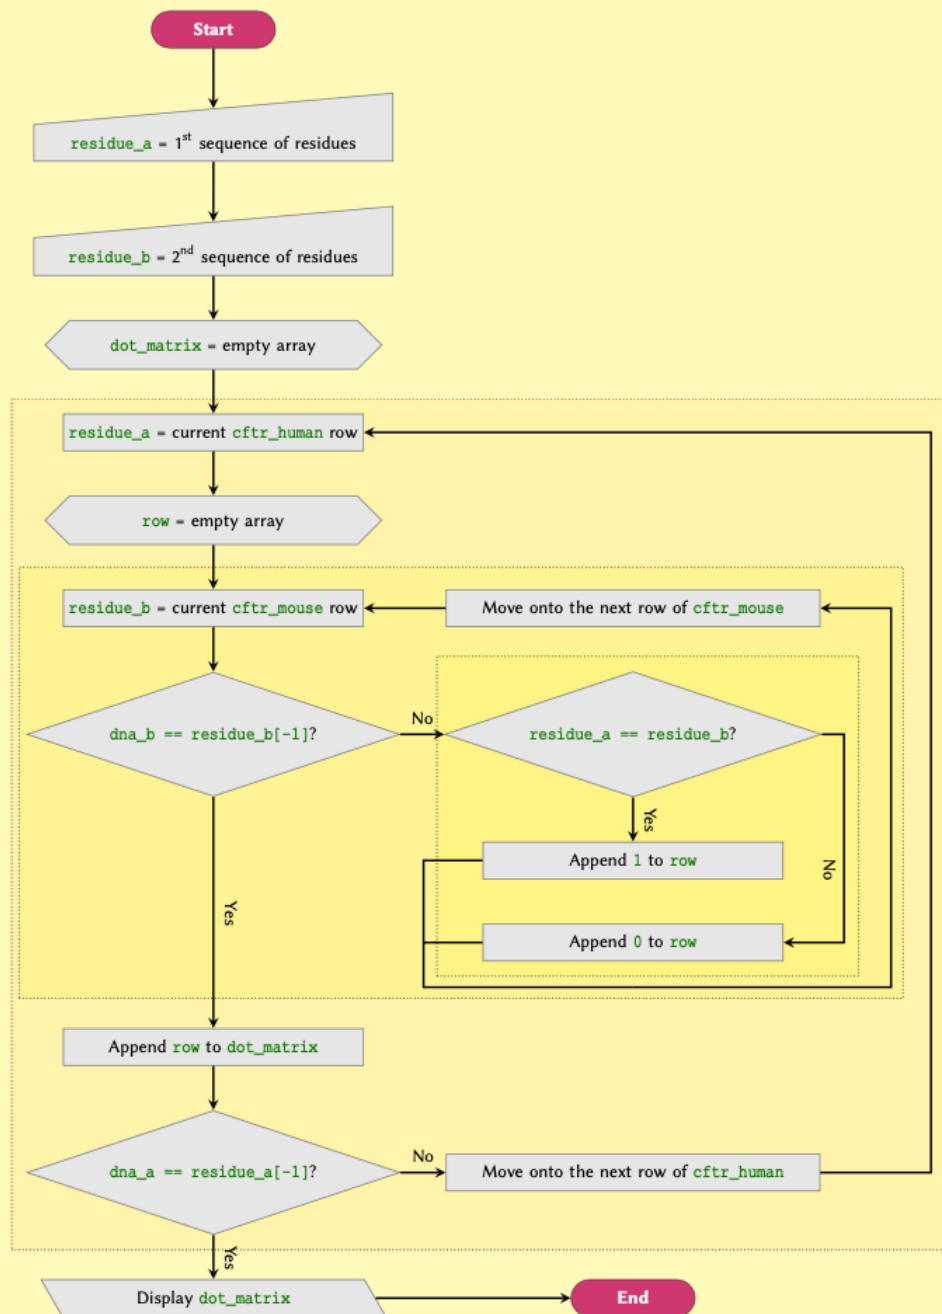 Start
residue_a = 1st sequence of residues
residue_b = 2nd sequence of residues
dot_matrix = empty array
residue_a = current cftr_human row
row = empty array
residue_b = current cftr_mouse row
Move onto the next row of cftr_mouse
dna_b == residue_b[-1]?
No
residue_a == residue_b?
Yes
No
Append 1 to row
Yes
Append 0 to row
Append row to dot_matrix
dna_a == residue_a[-1]?
No
Move onto the next row of cftr_human
Yes
Display dot_matrix
End